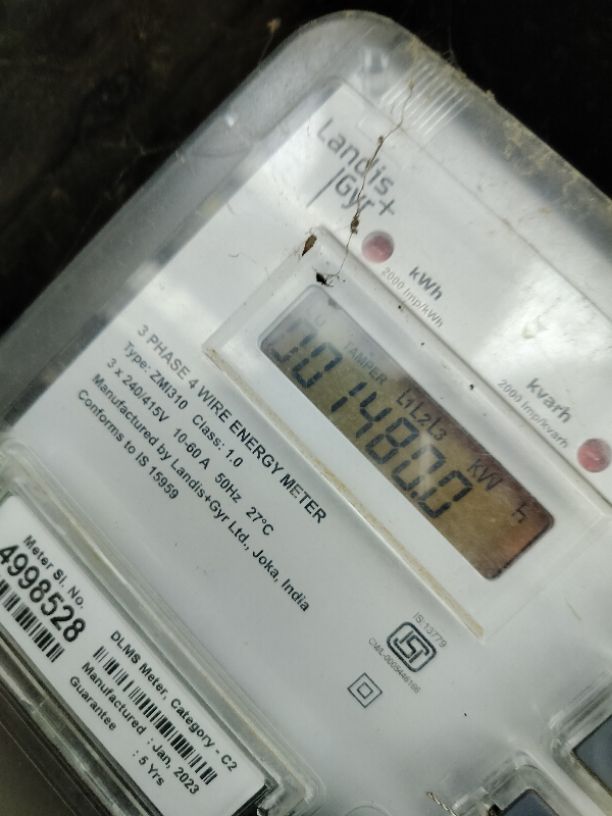 Landis
Gyr+
kWh
2000 Imp/kWh
kvarh
2000 Imp/kvarh
TAMPER L1L2L3 KW h
001480.0
3 PHASE 4 WIRE ENERGY METER
Type: ZMI310 Class: 1.0
3 x 240/415V 10-60 A 50Hz 27°C
Manufactured by Landis+Gyr Ltd., Joka, India
Conforms to IS 15959
IS 13779
ISI
Meter Sl. No.
4998528
DLMS Meter, Category - C2
Manufactured : Jan, 2023
Guarantee : 5 Yrs